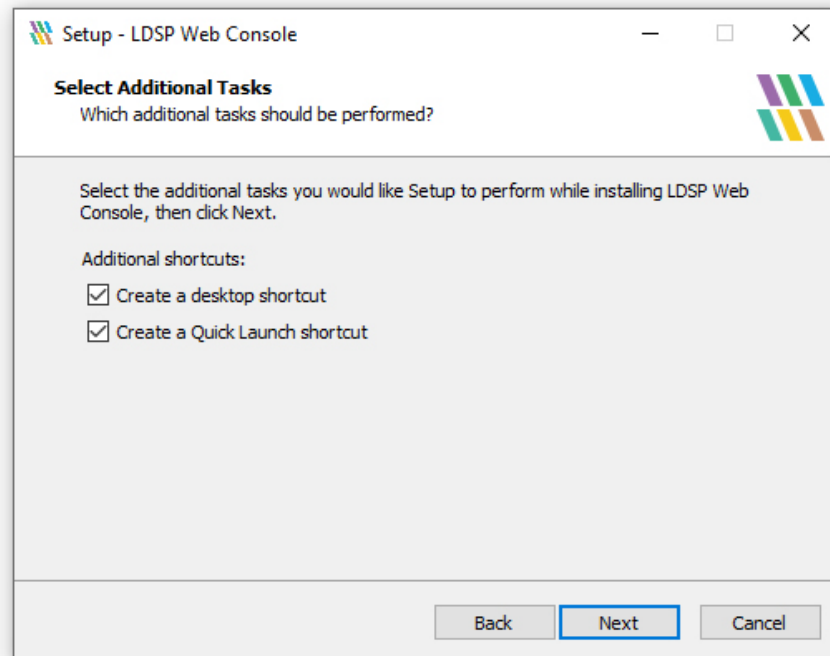 Setup - LDSP Web Console
Select Additional Tasks
Which additional tasks should be performed?
Select the additional tasks you would like Setup to perform while installing LDSP Web
Console, then click Next.
Additional shortcuts:
Create a desktop shortcut
Create a Quick Launch shortcut
Back
Next
Cancel